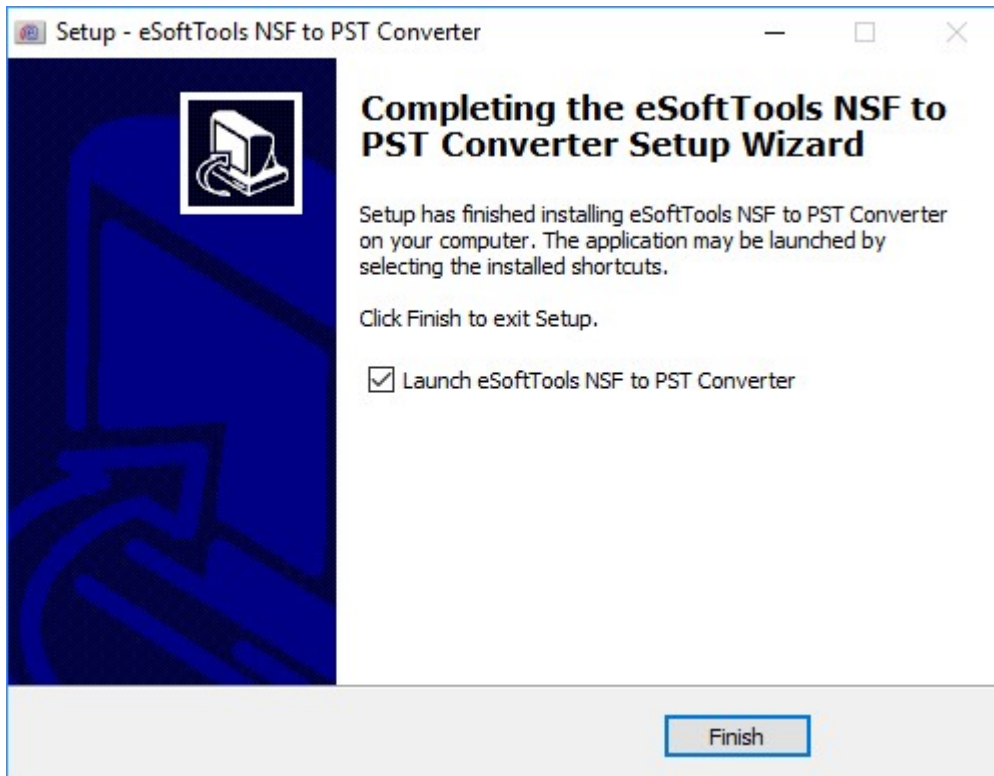 Setup - eSoftTools NSF to PST Converter
Completing the eSoftTools NSF to
PST Converter Setup Wizard
Setup has finished installing eSoftTools NSF to PST Converter
on your computer. The application may be launched by
selecting the installed shortcuts.
Click Finish to exit Setup.
Launch eSoftTools NSF to PST Converter
Finish